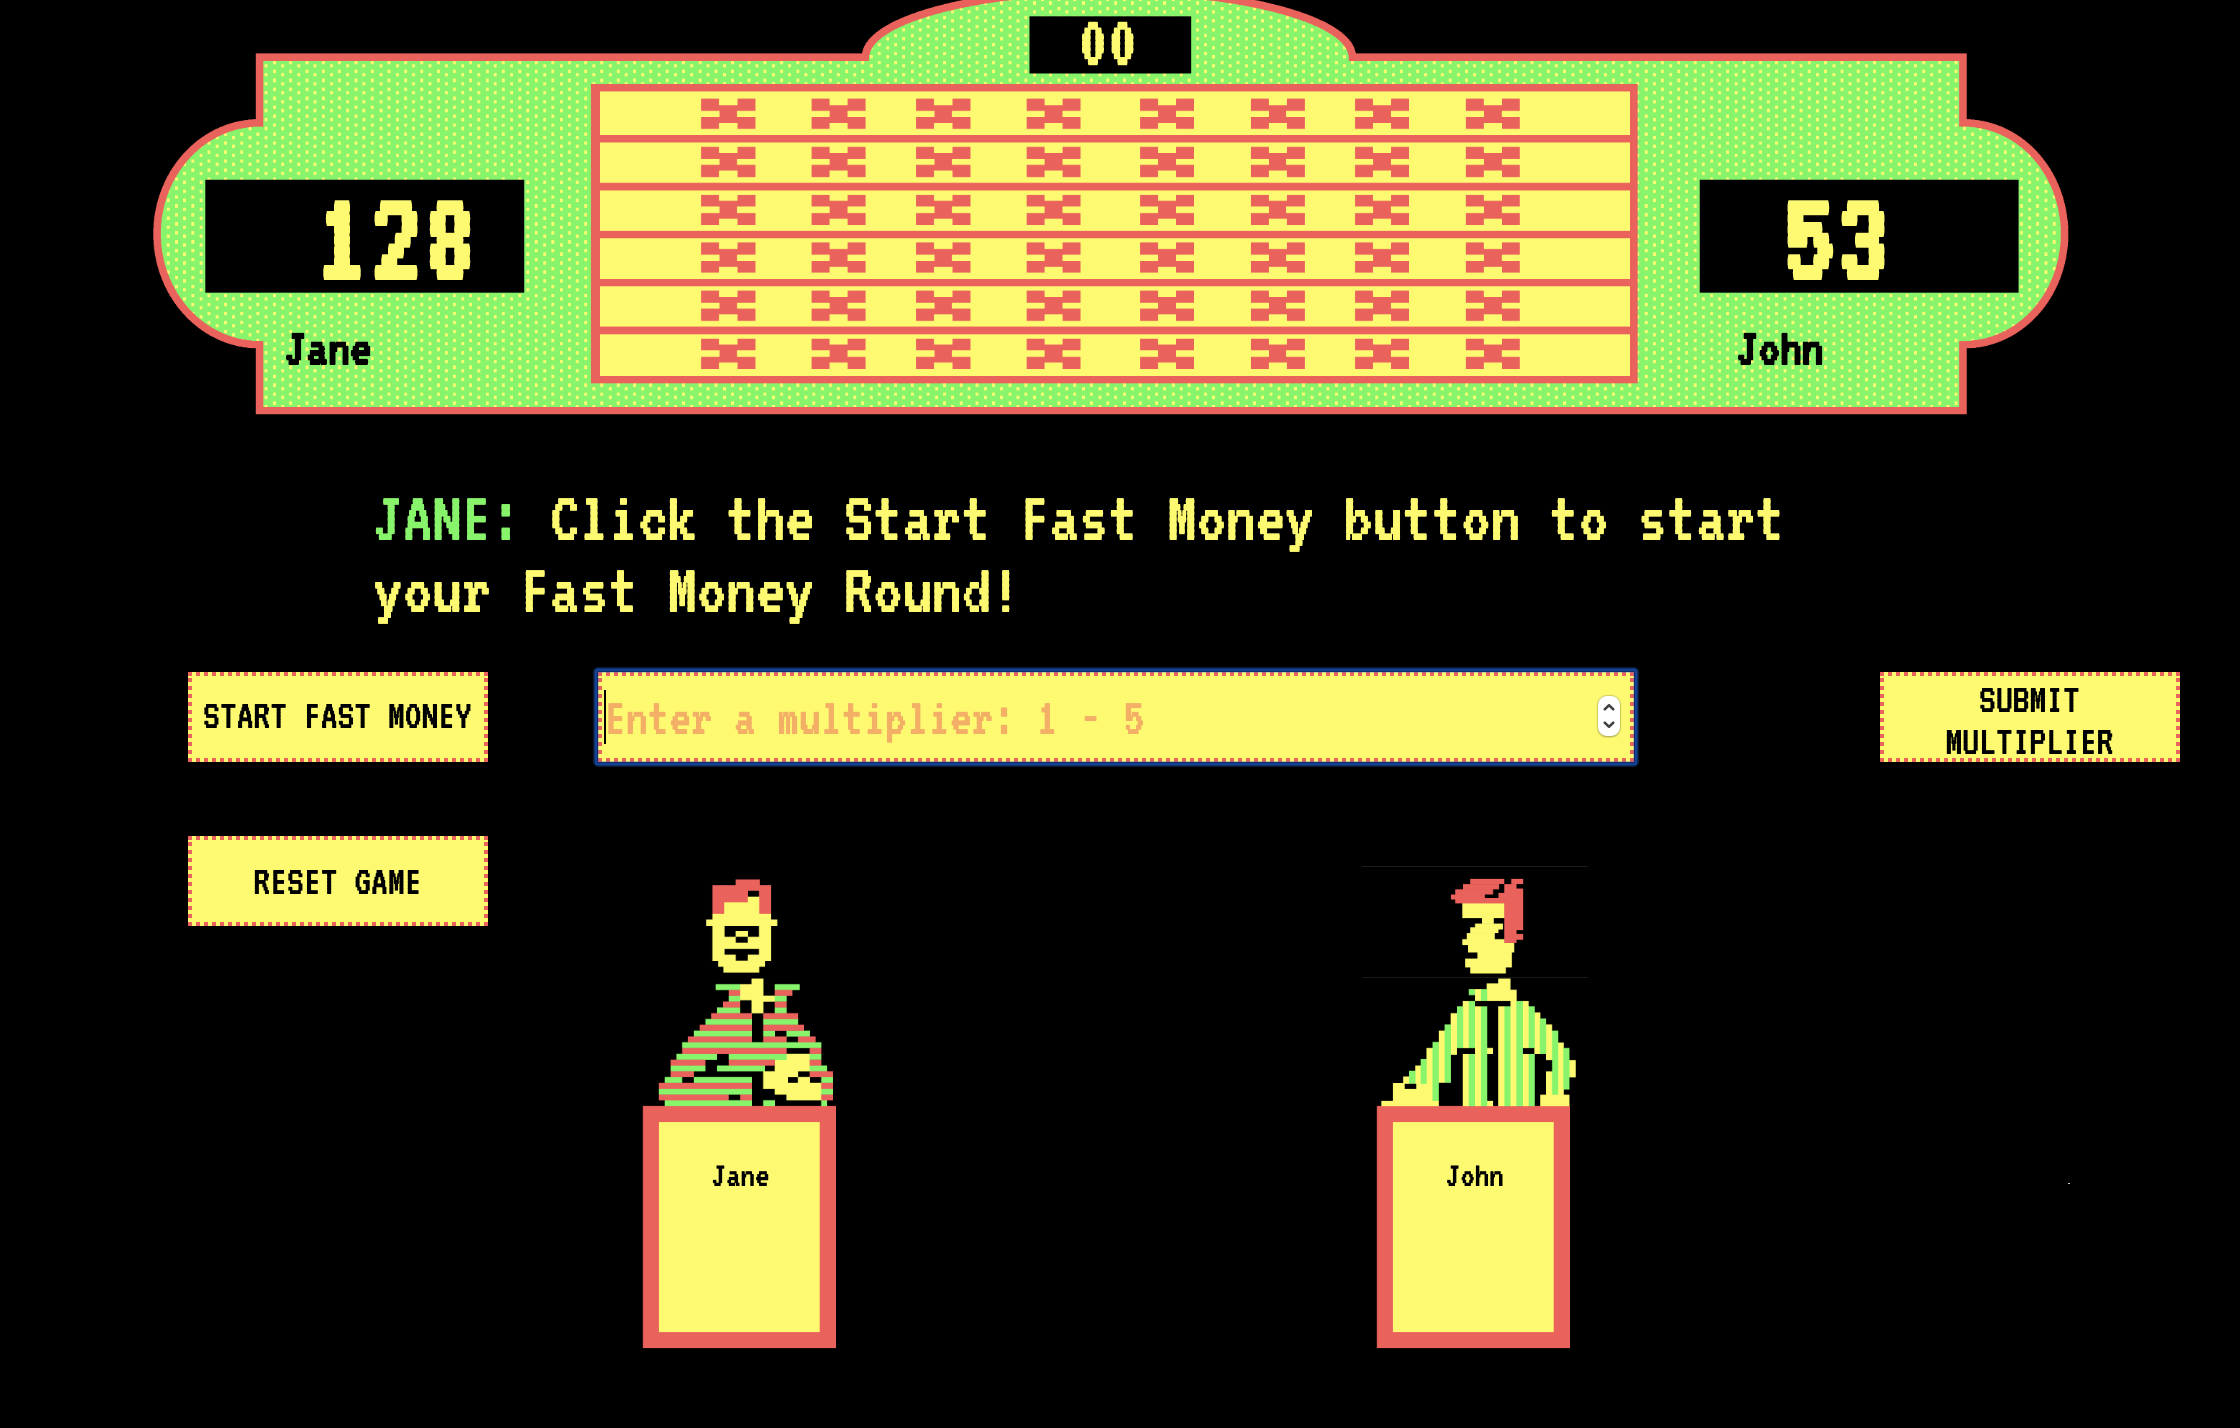 00
128
53
Jane
John
JANE: Click the Start Fast Money button to start
your Fast Money Round!
START FAST MONEY
Enter a multiplier: 1 - 5
SUBMIT
MULTIPLIER
RESET GAME
Jane
John